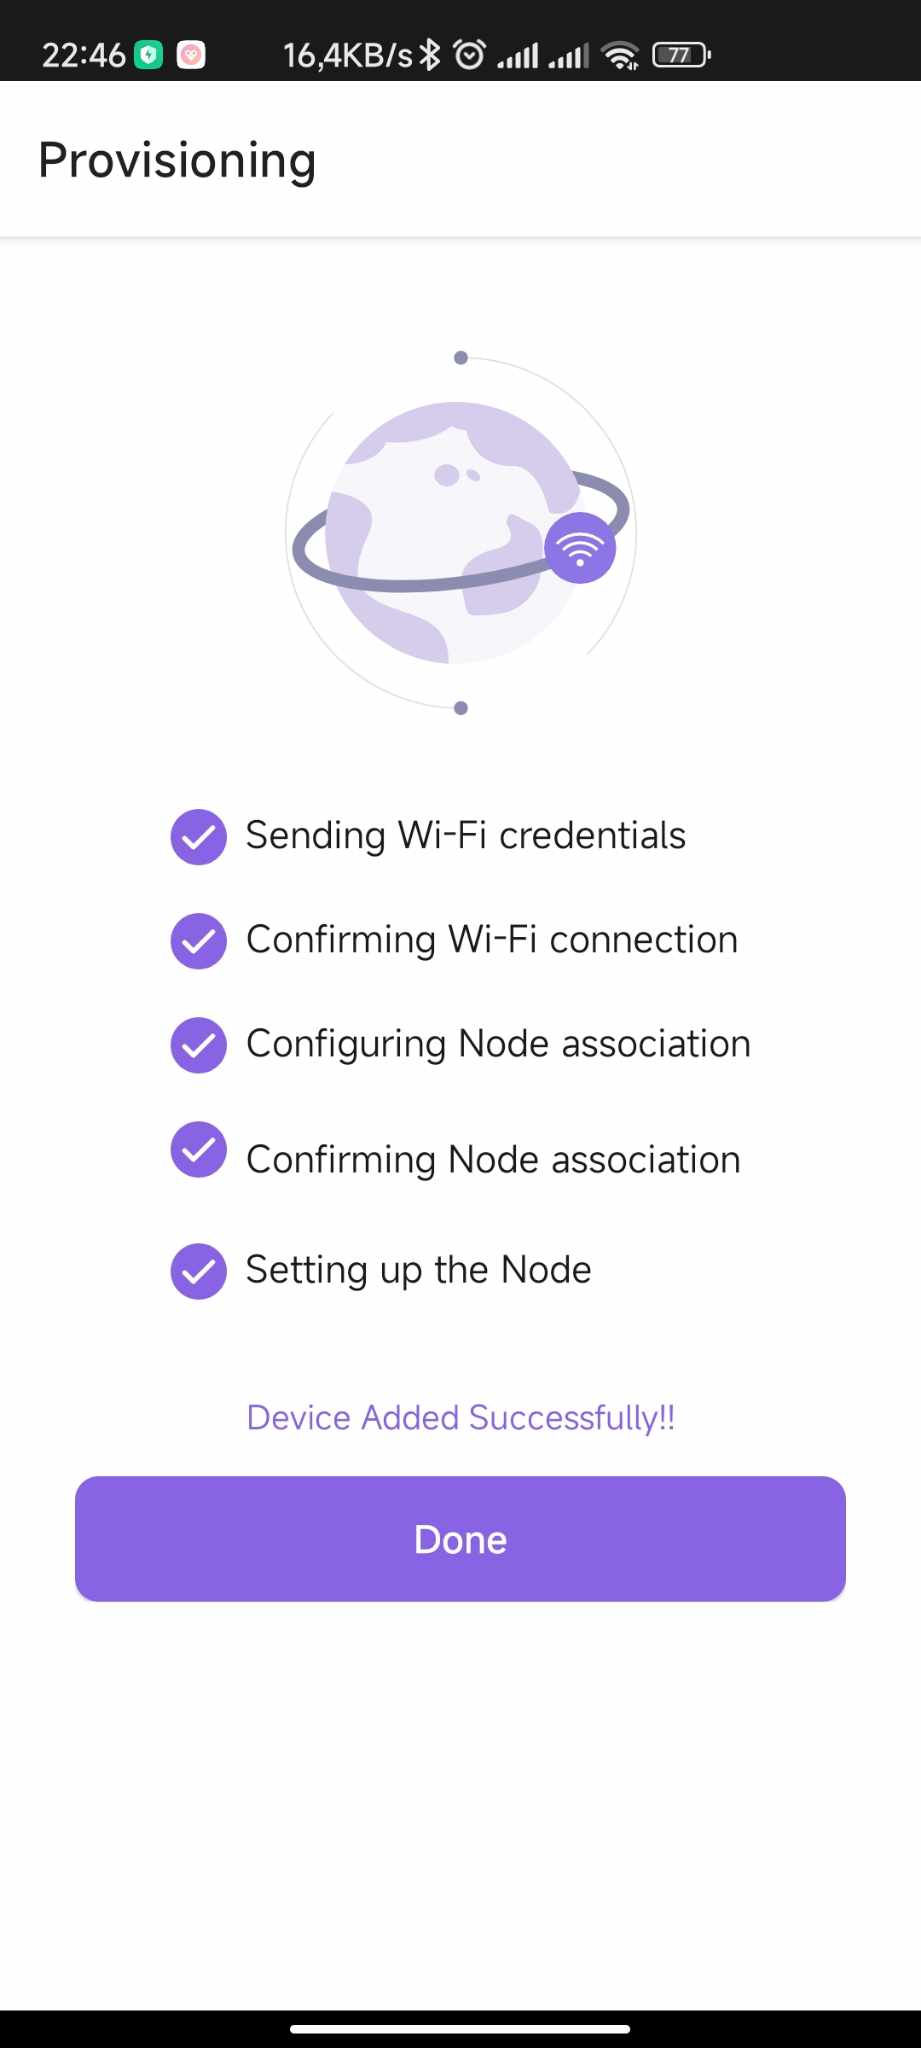 22:46 16,4KB/s 77
Provisioning
Sending Wi-Fi credentials
Confirming Wi-Fi connection
Configuring Node association
Confirming Node association
Setting up the Node
Device Added Successfully!!
Done